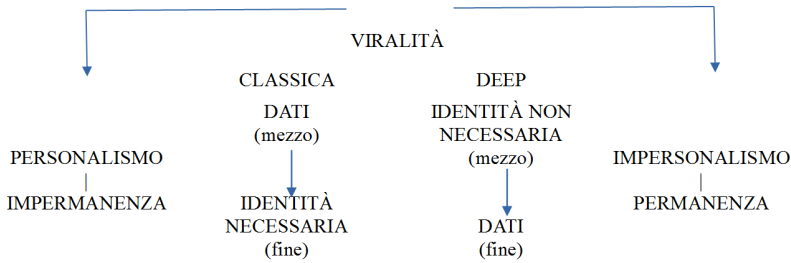 VIRALITÀ
CLASSICA
DEEP
DATI
(mezzo)
IDENTITÀ NON
NECESSARIA
(mezzo)
PERSONALISMO
IMPERSONALISMO
IMPERMANENZA
IDENTITÀ
NECESSARIA
(fine)
DATI
(fine)
PERMANENZA